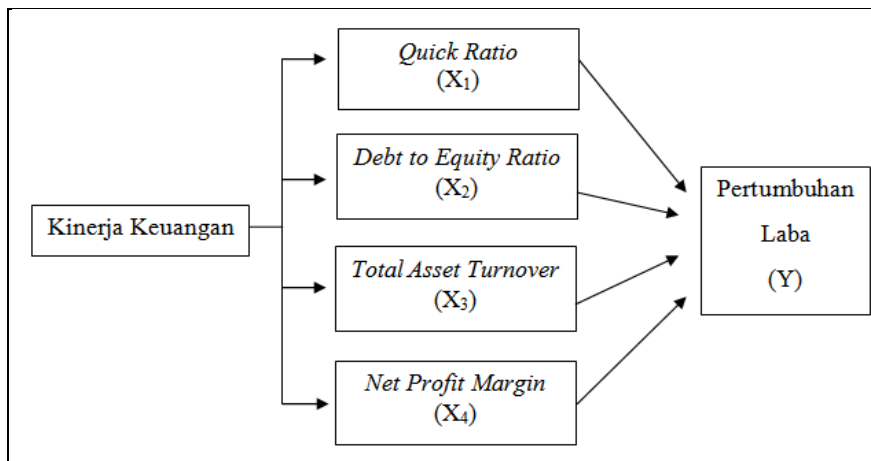 Kinerja Keuangan
Quick Ratio
(X₁)
Debt to Equity Ratio
(X₂)
Total Asset Turnover
(X₃)
Net Profit Margin
(X₄)
Pertumbuhan
Laba
(Y)